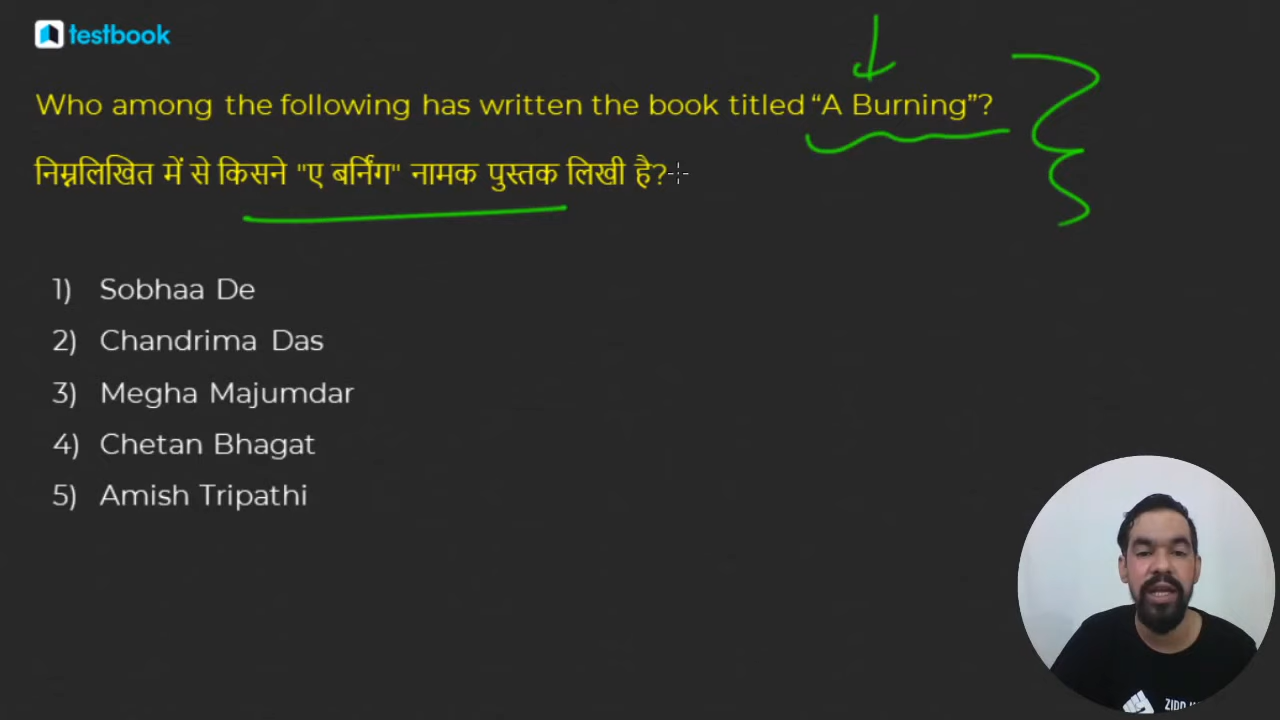 testbook
Who among the following has written the book titled “A Burning”?
निम्नलिखित में से किसने "ए बर्निंग" नामक पुस्तक लिखी है?
1) Sobhaa De
2) Chandrima Das
3) Megha Majumdar
4) Chetan Bhagat
5) Amish Tripathi